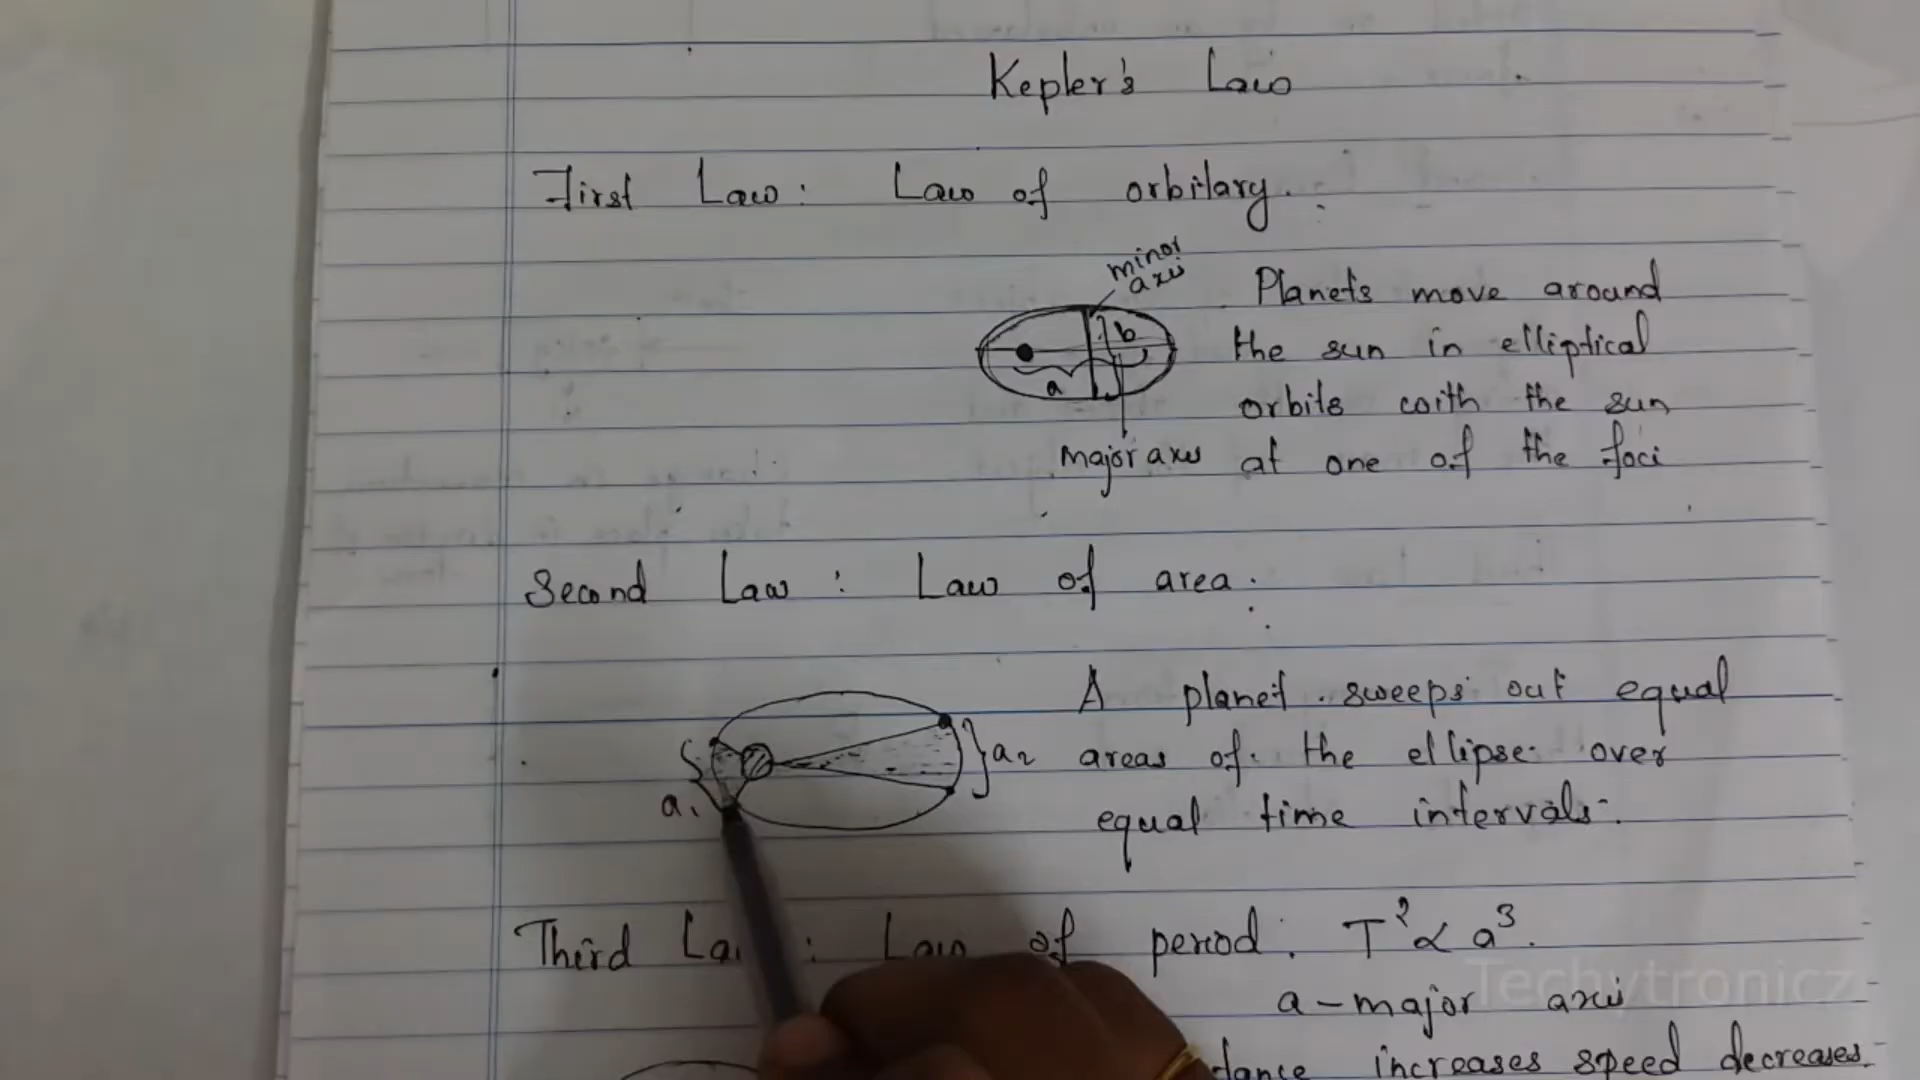 Kepler's Law
First Law: Law of orbitary.
minor
axis
Planets move around
b
the sun in elliptical
a
orbits with the sun
major axis at one of the foci
Second Law: Law of area.
A planet sweeps out equal
a₂ areas of the ellipse over
a₁
equal time intervals.
Third Law: Law of period. T² ∝ a³.
a - major axis
Techytronicz
increases speed decreases.